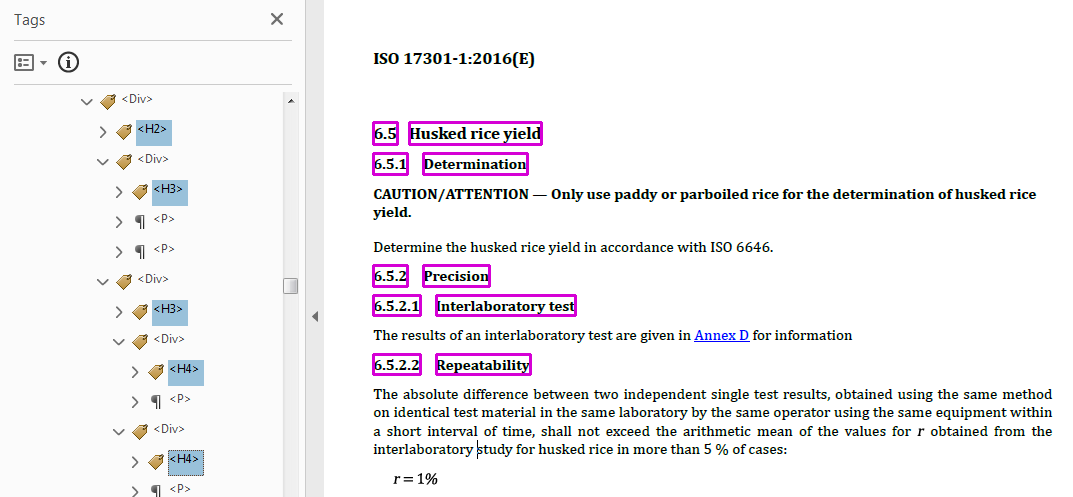 Tags
<Div>
<H2>
<Div>
<H3>
<P>
<P>
<Div>
<H3>
<Div>
<H4>
<P>
<Div>
<H4>
<P>
ISO 17301-1:2016(E)
6.5 Husked rice yield
6.5.1 Determination
CAUTION/ATTENTION — Only use paddy or parboiled rice for the determination of husked rice
yield.
Determine the husked rice yield in accordance with ISO 6646.
6.5.2 Precision
6.5.2.1 Interlaboratory test
The results of an interlaboratory test are given in Annex D for information
6.5.2.2 Repeatability
The absolute difference between two independent single test results, obtained using the same method
on identical test material in the same laboratory by the same operator using the same equipment within
a short interval of time, shall not exceed the arithmetic mean of the values for r obtained from the
interlaboratory study for husked rice in more than 5 % of cases:
r = 1%